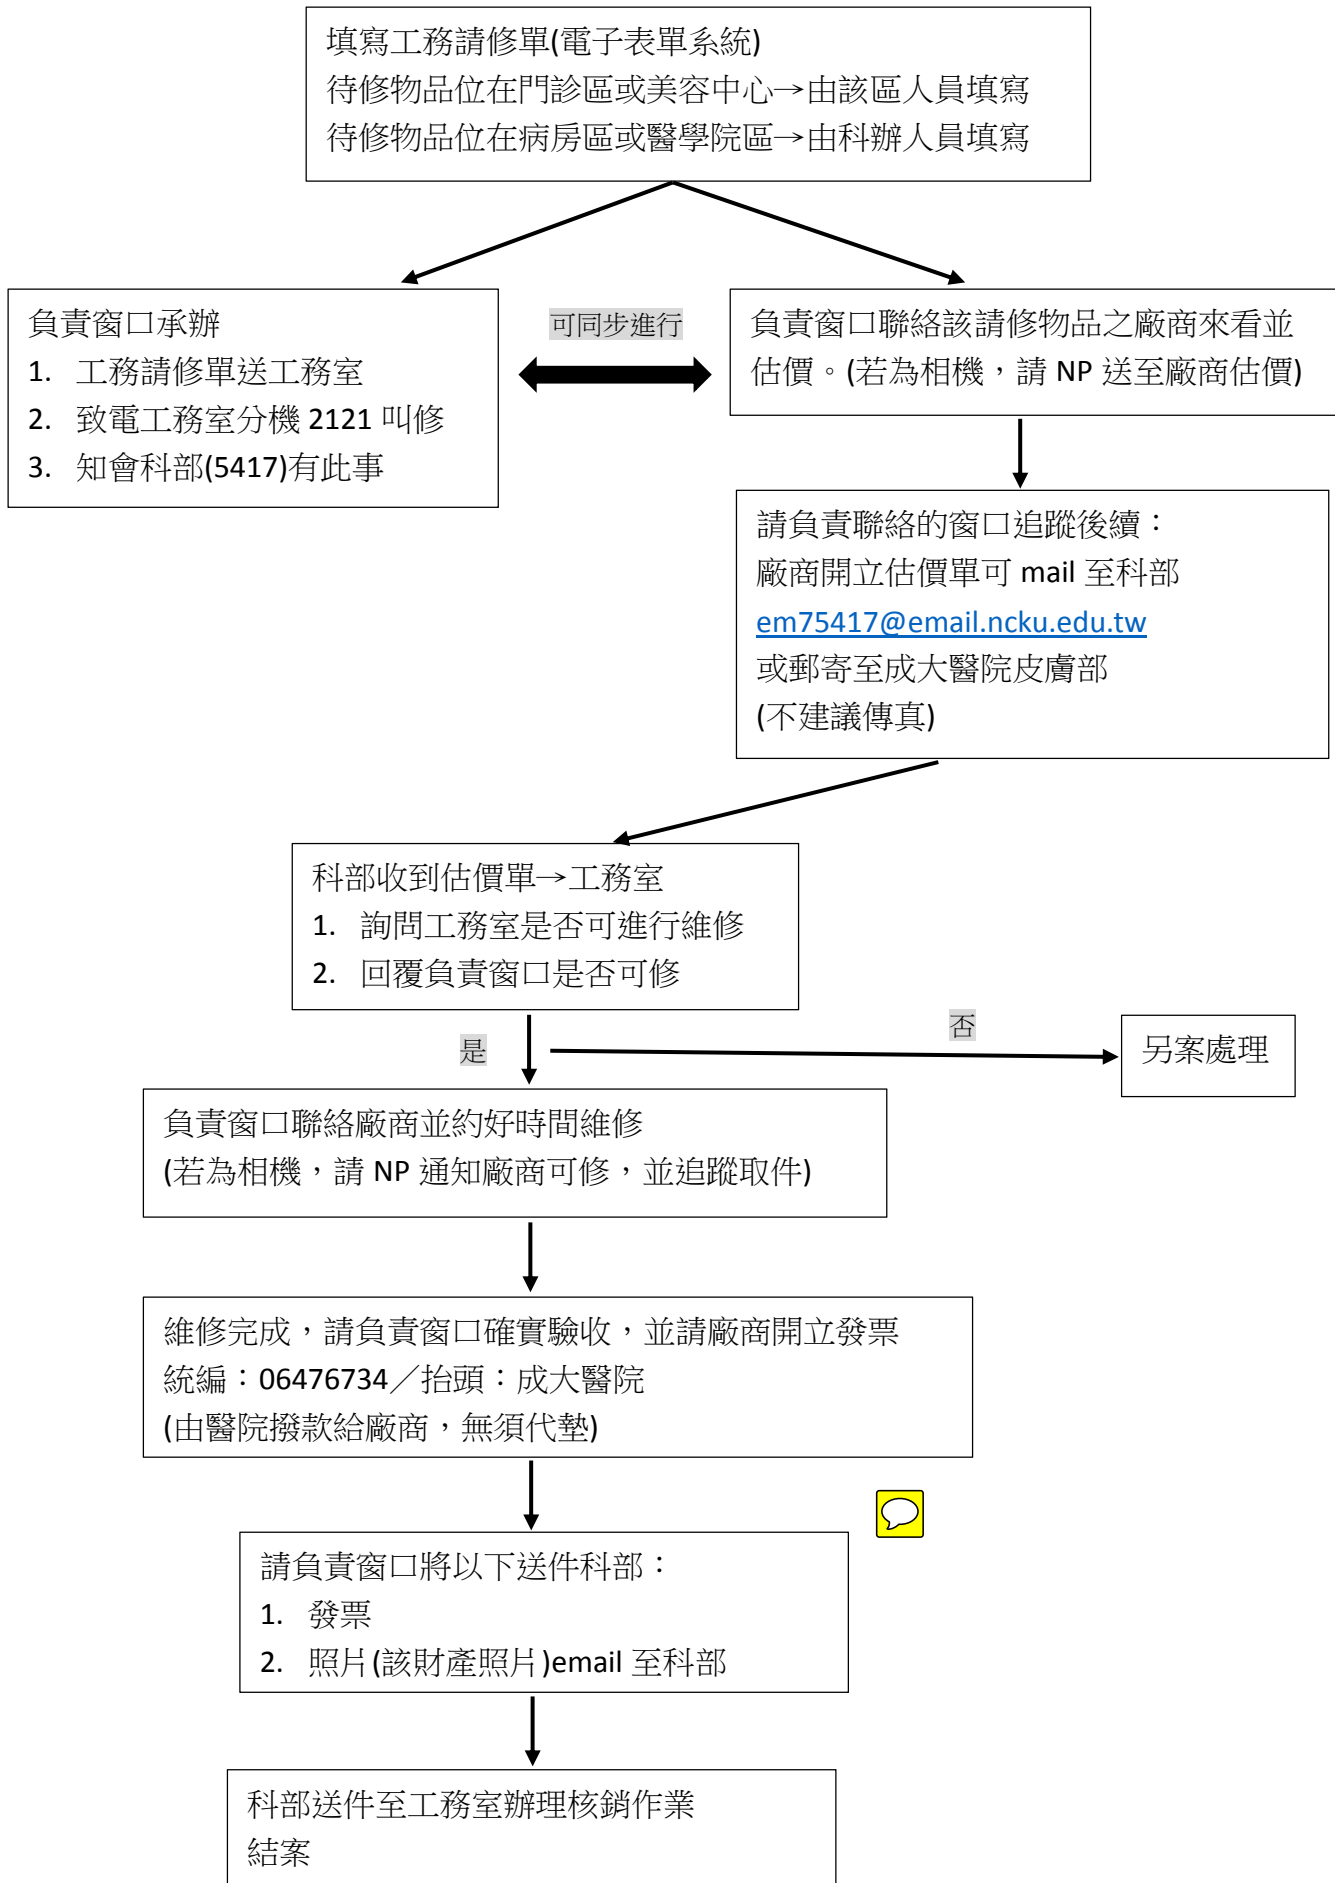 填寫工務請修單(電子表單系統)
待修物品位在門診區或美容中心→由該區人員填寫
待修物品位在病房區或醫學院區→由科辦人員填寫
負責窗口承辦
1. 工務請修單送工務室
2. 致電工務室分機 2121 叫修
3. 知會科部(5417)有此事
可同步進行
負責窗口聯絡該請修物品之廠商來看並
估價。(若為相機，請 NP 送至廠商估價)
請負責聯絡的窗口追蹤後續：
廠商開立估價單可 mail 至科部
em75417@email.ncku.edu.tw
或郵寄至成大醫院皮膚部
(不建議傳真)
科部收到估價單→工務室
1. 詢問工務室是否可進行維修
2. 回覆負責窗口是否可修
是
否
另案處理
負責窗口聯絡廠商並約好時間維修
(若為相機，請 NP 通知廠商可修，並追蹤取件)
維修完成，請負責窗口確實驗收，並請廠商開立發票
統編：06476734／抬頭：成大醫院
(由醫院撥款給廠商，無須代墊)
請負責窗口將以下送件科部：
1. 發票
2. 照片(該財產照片)email 至科部
科部送件至工務室辦理核銷作業
結案